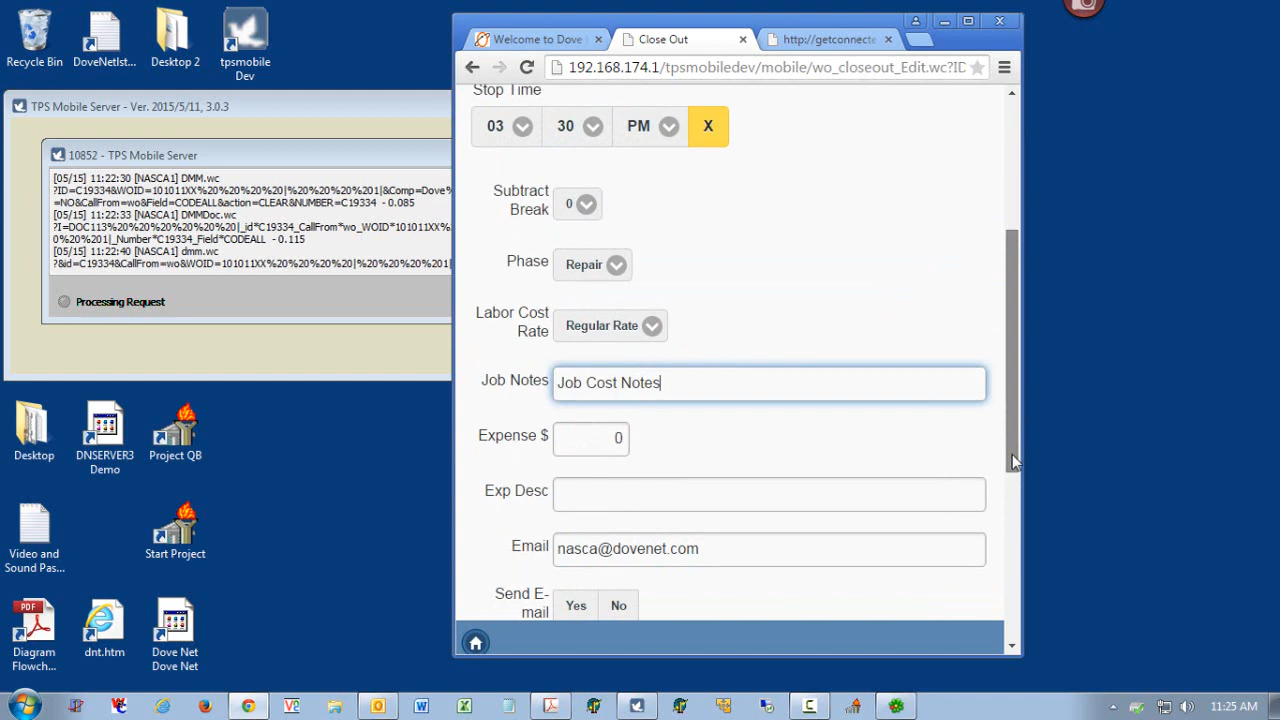 Recycle Bin
DoveNetIst...
Desktop 2
tpsmobile
Dev
TPS Mobile Server - Ver. 2015/5/11, 3.0.3
10852 - TPS Mobile Server
[05/15] 11:22:30 [NASCA1] DMM.wc
?ID=C19334&WOID=101011XX%20%20%20%20|%20%20%20%201|&Comp=Dove%
=NO&CallFrom=wo&Field=CODEALL&action=CLEAR&NUMBER=C19334 - 0.085
[05/15] 11:22:33 [NASCA1] DMMDoc.wc
?I=DOC113%20%20%20%20%20|_id*C19334_CallFrom*wo_WOID*101011XX%
0%20%201|_Number*C19334_Field*CODEALL - 0.115
[05/15] 11:22:40 [NASCA1] dmm.wc
?&id=C19334&CallFrom=wo&WOID=101011XX%20%20%20%20|%20%20%20%201|
Processing Request
Desktop
DNSERVER3
Demo
Project QB
Video and
Sound Pas...
Start Project
PDF
Diagram
Flowch...
dnt.htm
Dove Net
Dove Net
Welcome to Dove
Close Out
http://getconnecte
192.168.174.1/tpsmobiledev/mobile/wo_closeout_Edit.wc?ID
Stop Time
03 30 PM X
Subtract
Break
0
Phase Repair
Labor Cost
Rate
Regular Rate
Job Notes Job Cost Notes
Expense $ 0
Exp Desc
Email nasca@dovenet.com
Send E-
mail
Yes No
11:25 AM